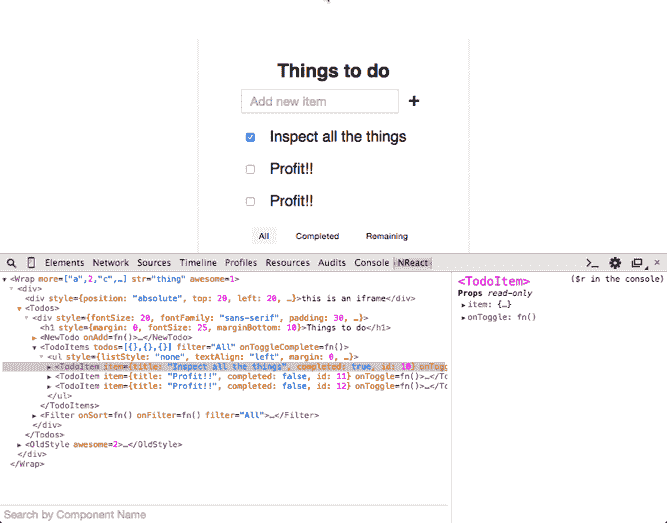 Things to do
Add new item +
Inspect all the things
Profit!!
Profit!!
All Completed Remaining
Elements Network Sources Timeline Profiles Resources Audits Console NReact
<Wrap more=["a",2,"c",…] str="thing" awesome=1>
<div>
<div style={position: "absolute", top: 20, left: 20, …}>this is an iframe</div>
<Todos>
<div style={fontSize: 20, fontFamily: "sans-serif", padding: 30, …}>
<h1 style={margin: 0, fontSize: 25, marginBottom: 10}>Things to do</h1>
<NewTodo onAdd=fn()>…</NewTodo>
<TodoItems todos=[{},{},{}] filter="All" onToggleComplete=fn()>
<ul style={listStyle: "none", textAlign: "left", margin: 0, …}>
<TodoItem item={title: "Inspect all the things", completed: true, id: 10} onTogg
<TodoItem item={title: "Profit!!", completed: false, id: 11} onToggle=fn()>…</To
<TodoItem item={title: "Profit!!", completed: false, id: 12} onToggle=fn()>…</To
</ul>
</TodoItems>
<Filter onSort=fn() onFilter=fn() filter="All">…</Filter>
</div>
</Todos>
<OldStyle awesome=2>…</OldStyle>
</div>
</Wrap>
Search by Component Name
<TodoItem> ($r in the console)
Props read-only
item: {…}
onToggle: fn()